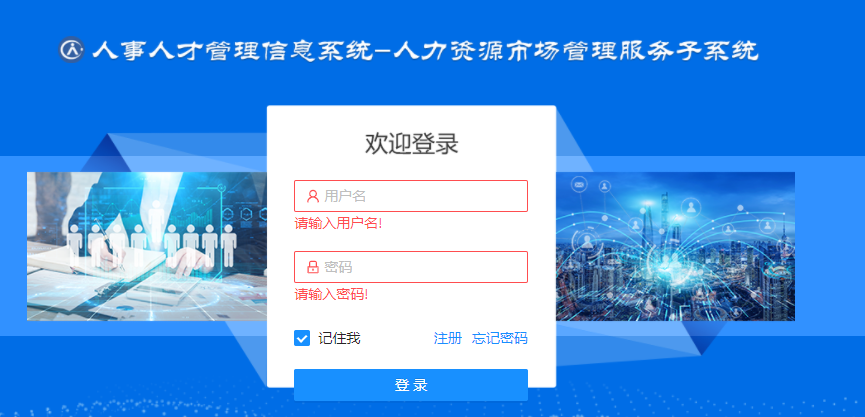 人事人才管理信息系统-人力资源市场管理服务子系统
欢迎登录
用户名
请输入用户名!
密码
请输入密码!
记住我 注册 忘记密码
登 录